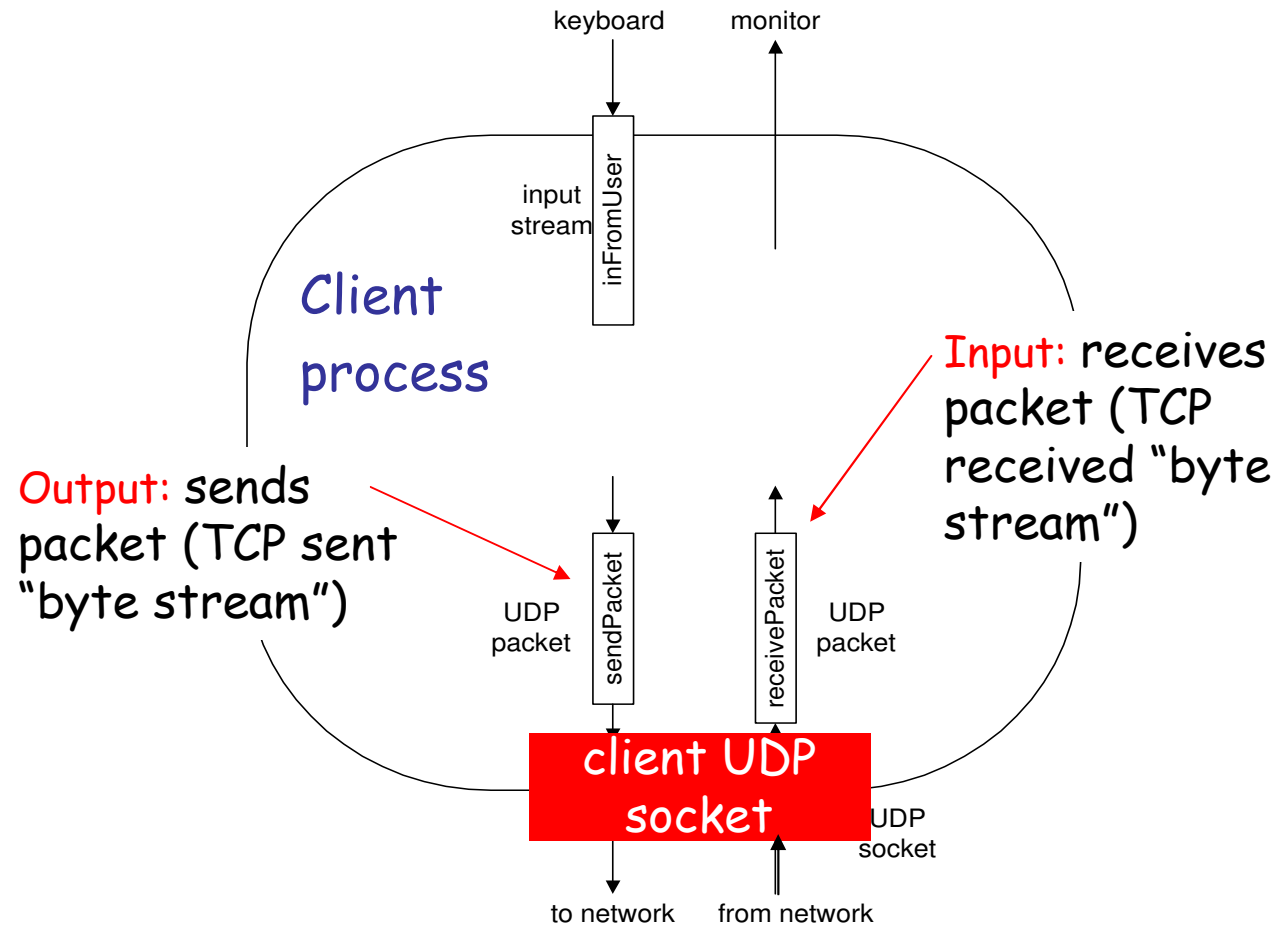 keyboard
monitor
input
stream
inFromUser
Client
process
Input: receives
packet (TCP
received “byte
stream”)
Output: sends
packet (TCP sent
“byte stream”)
UDP
packet
sendPacket
receivePacket
UDP
packet
client UDP
socket
UDP
socket
to network
from network